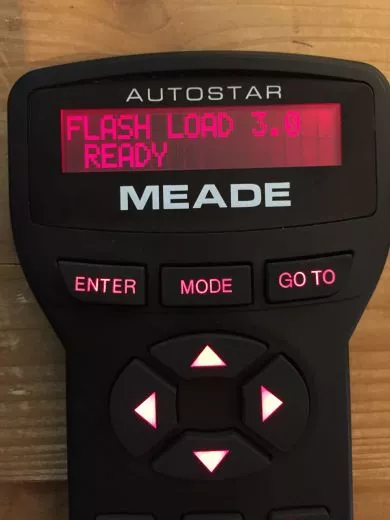 AUTOSTAR
FLASH LOAD 3.0
READY
MEADE
ENTER MODE GO TO